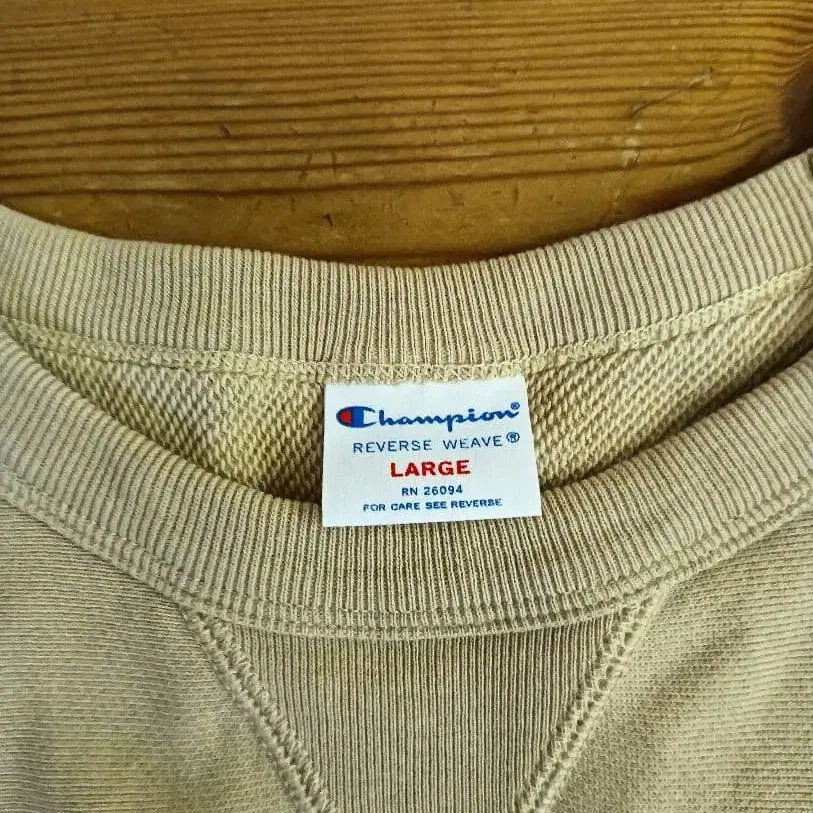 Champion®
REVERSE WEAVE®
LARGE
RN 26094
FOR CARE SEE REVERSE